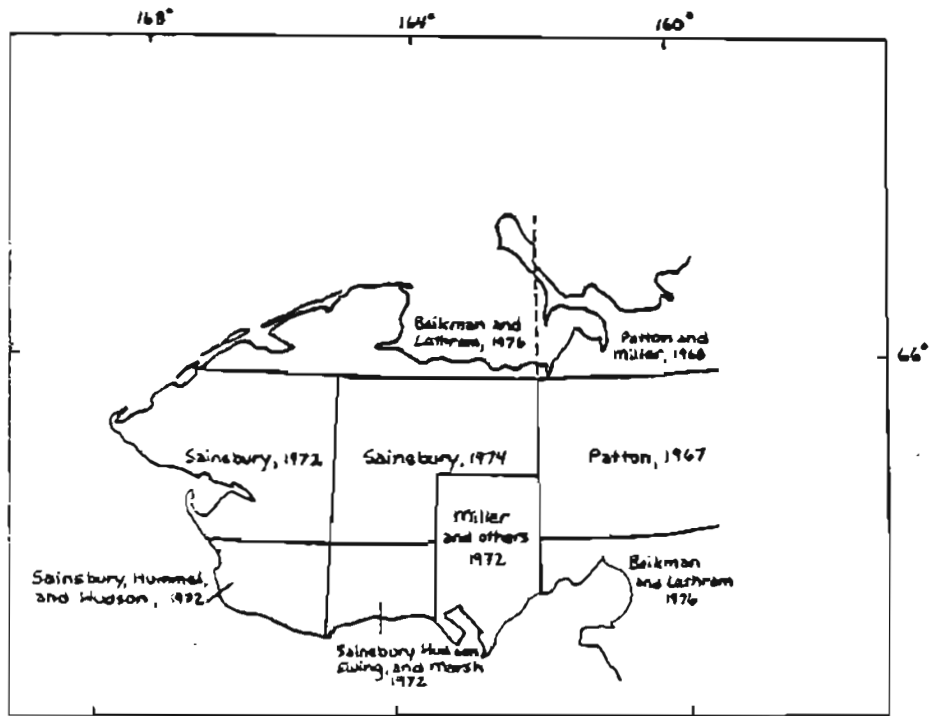 168°
164°
160°
66°
Beikman and
Lathram, 1976
Patton and
Miller, 1968
Sainsbury, 1972
Sainsbury, 1974
Patton, 1967
Miller
and others
1972
Sainsbury, Hummel,
and Hudson, 1972
Beikman
and Lathram
1976
Sainsbury Hudson
Ewing, and Marsh
1972